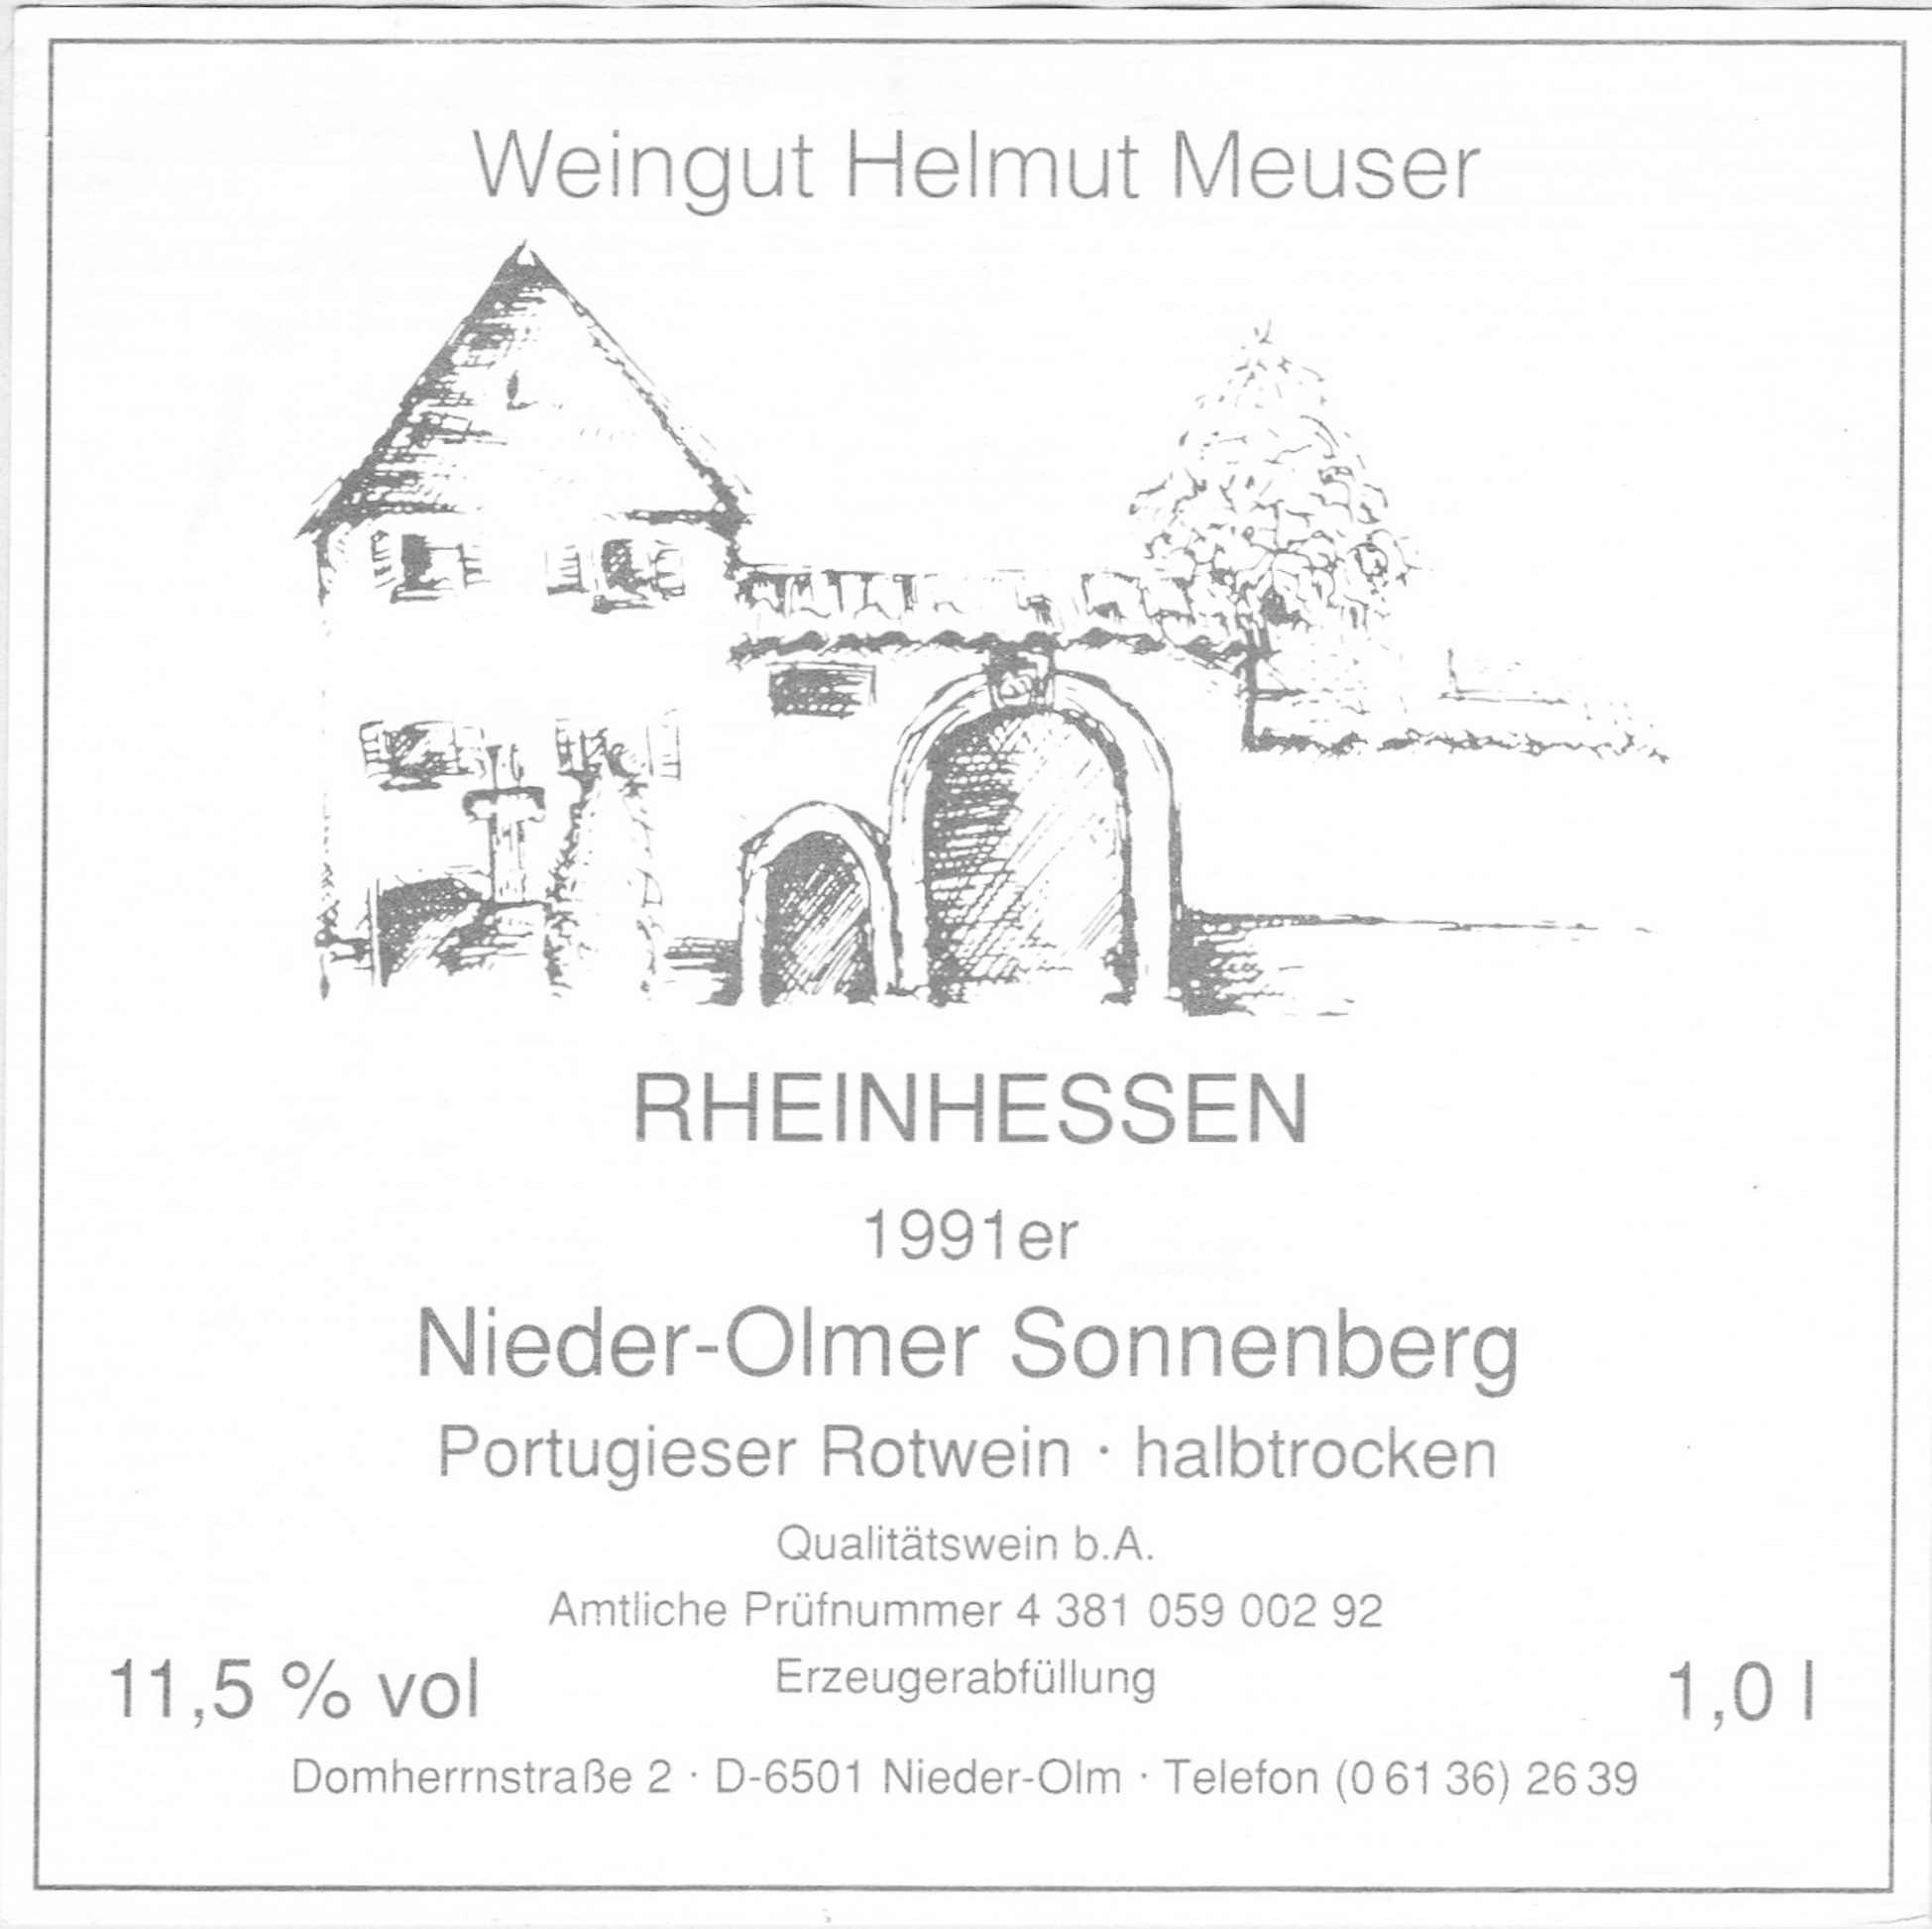 Weingut Helmut Meuser
RHEINHESSEN
1991er
Nieder-Olmer Sonnenberg
Portugieser Rotwein · halbtrocken
Qualitätswein b.A.
Amtliche Prüfnummer 4 381 059 002 92
11,5 % vol Erzeugerabfüllung 1,0 l
Domherrnstraße 2 · D-6501 Nieder-Olm · Telefon (0 61 36) 26 39